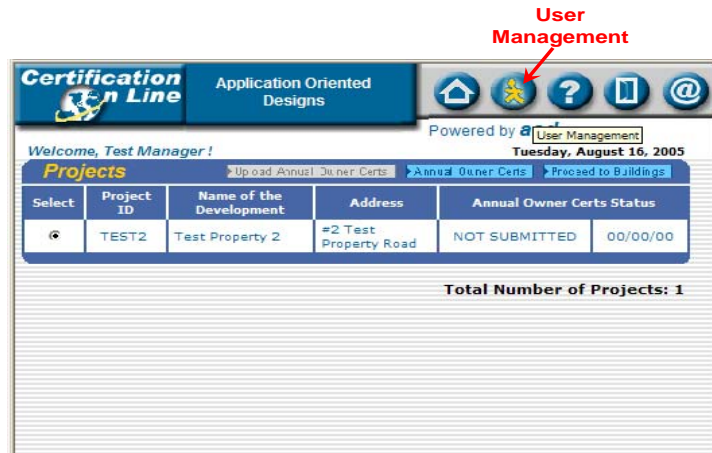 User
Management
Certification
On Line
Application Oriented
Designs
?
@
Powered by
User Management
Welcome, Test Manager !
Tuesday, August 16, 2005
Projects
Upload Annual Owner Certs
Annual Owner Certs
Proceed to Buildings
Select
Project
ID
Name of the
Development
Address
Annual Owner Certs Status
TEST2
Test Property 2
#2 Test
Property Road
NOT SUBMITTED
00/00/00
Total Number of Projects: 1